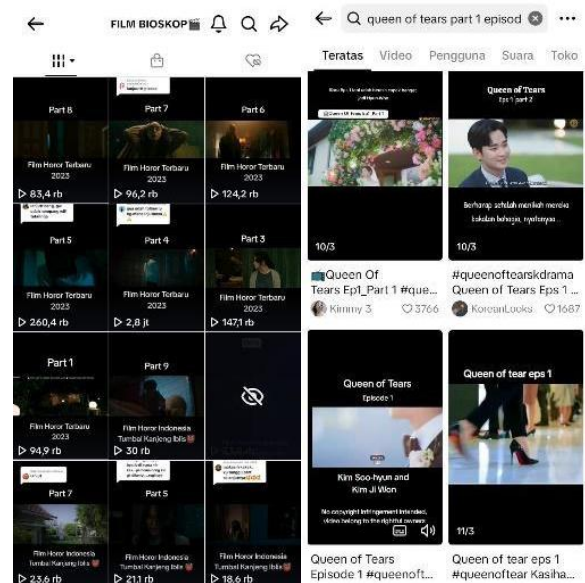 FILM BIOSKOP🎬
Part 8
Film Horor Terbaru
2023
83,4 rb
Part 7
Film Horor Terbaru
2023
96,2 rb
Part 6
Film Horor Terbaru
2023
124,2 rb
Part 5
Film Horor Terbaru
2023
260,4 rb
Part 4
Film Horor Terbaru
2023
2,8 jt
Part 3
Film Horor Terbaru
2023
147,1 rb
Part 1
Film Horor Terbaru
2023
94,9 rb
Part 9
Film Horor Indonesia
Tumbal Kanjeng Iblis
30 rb
Part 7
Film Horor Indonesia
Tumbal Kanjeng Iblis
23,6 rb
Part 5
Film Horor Indonesia
Tumbal Kanjeng Iblis
21,1 rb
Film Horor Indonesia
Tumbal Kanjeng Iblis
18,6 rb
queen of tears part 1 episod
Teratas Video Pengguna Suara Toko
10/3
📺Queen Of
Tears Ep1_Part 1 #que...
Kimmy 3 3766
Queen of Tears
Eps 1 part 2
Berharap setelah menikah mereka
bakalan bahagia, nyatanya...
10/3
#queenoftearskdrama
Queen of Tears Eps 1 ...
KoreanLooks 1687
Queen of Tears
Episode 1
Kim Soo-hyun and
Kim Ji Won
No copyright infringement intended,
video belong to the rightful owners
Queen of Tears
Episode 1 #queenoft...
Queen of tear eps 1
11/3
Queen of tear eps 1
#queenoftear Kasiha...